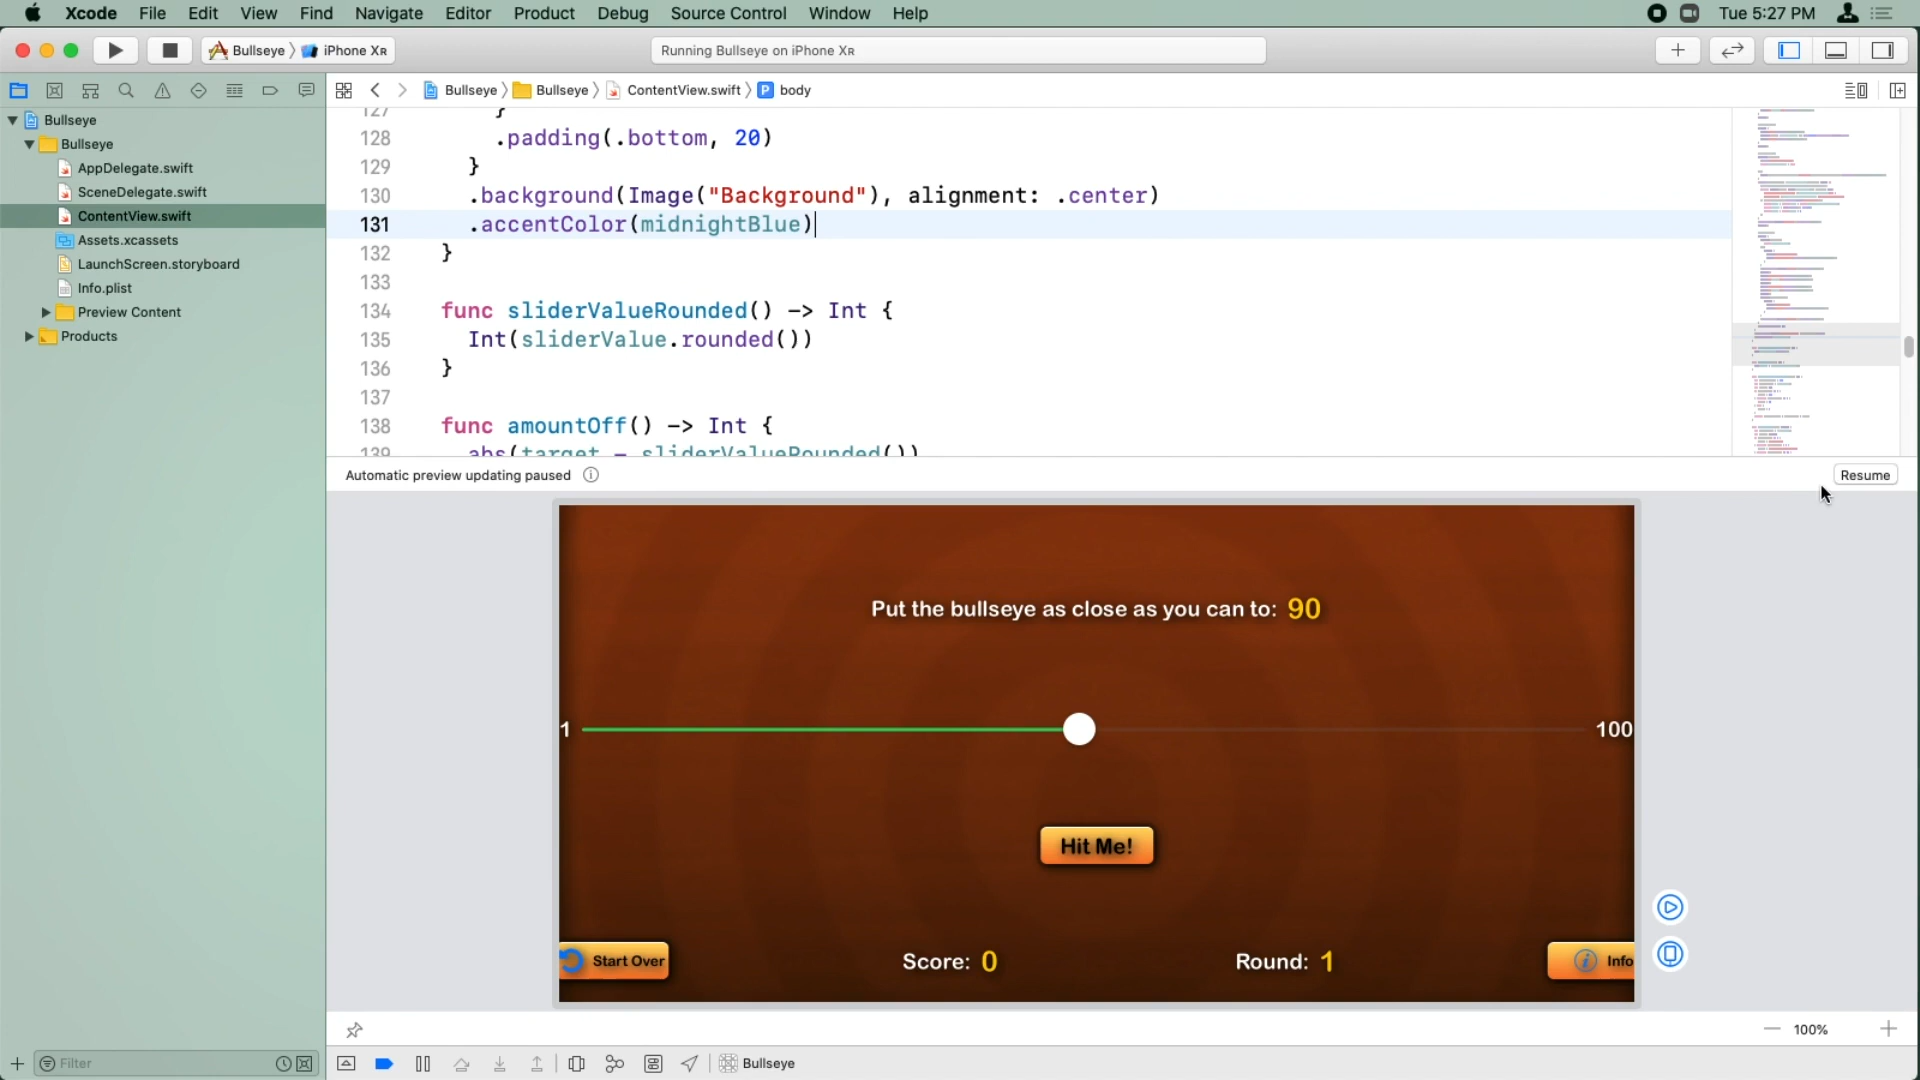 Xcode File Edit View Find Navigate Editor Product Debug Source Control Window Help Tue 5:27 PM
Bullseye iPhone XR
Running Bullseye on iPhone XR
Bullseye Bullseye ContentView.swift body
Bullseye
Bullseye
AppDelegate.swift
SceneDelegate.swift
ContentView.swift
Assets.xcassets
LaunchScreen.storyboard
Info.plist
Preview Content
Products
127 }
128 .padding(.bottom, 20)
129 }
130 .background(Image("Background"), alignment: .center)
131 .accentColor(midnightBlue)
132 }
133
134 func sliderValueRounded() -> Int {
135 Int(sliderValue.rounded())
136 }
137
138 func amountOff() -> Int {
139 abs(target - sliderValueRounded())
Automatic preview updating paused Resume
Put the bullseye as close as you can to: 90
1 100
Hit Me!
Start Over Score: 0 Round: 1 Info
100%
Filter Bullseye